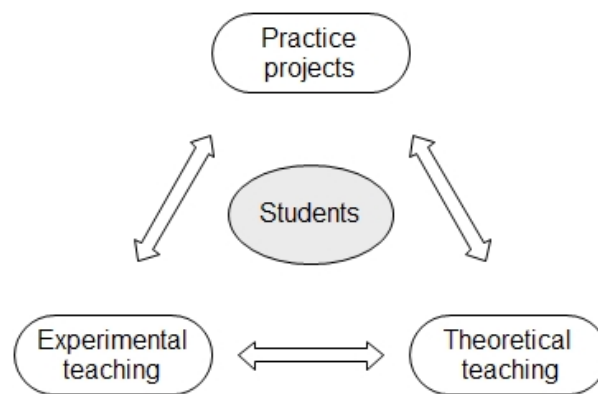 Practice
projects
Students
Experimental
teaching
Theoretical
teaching